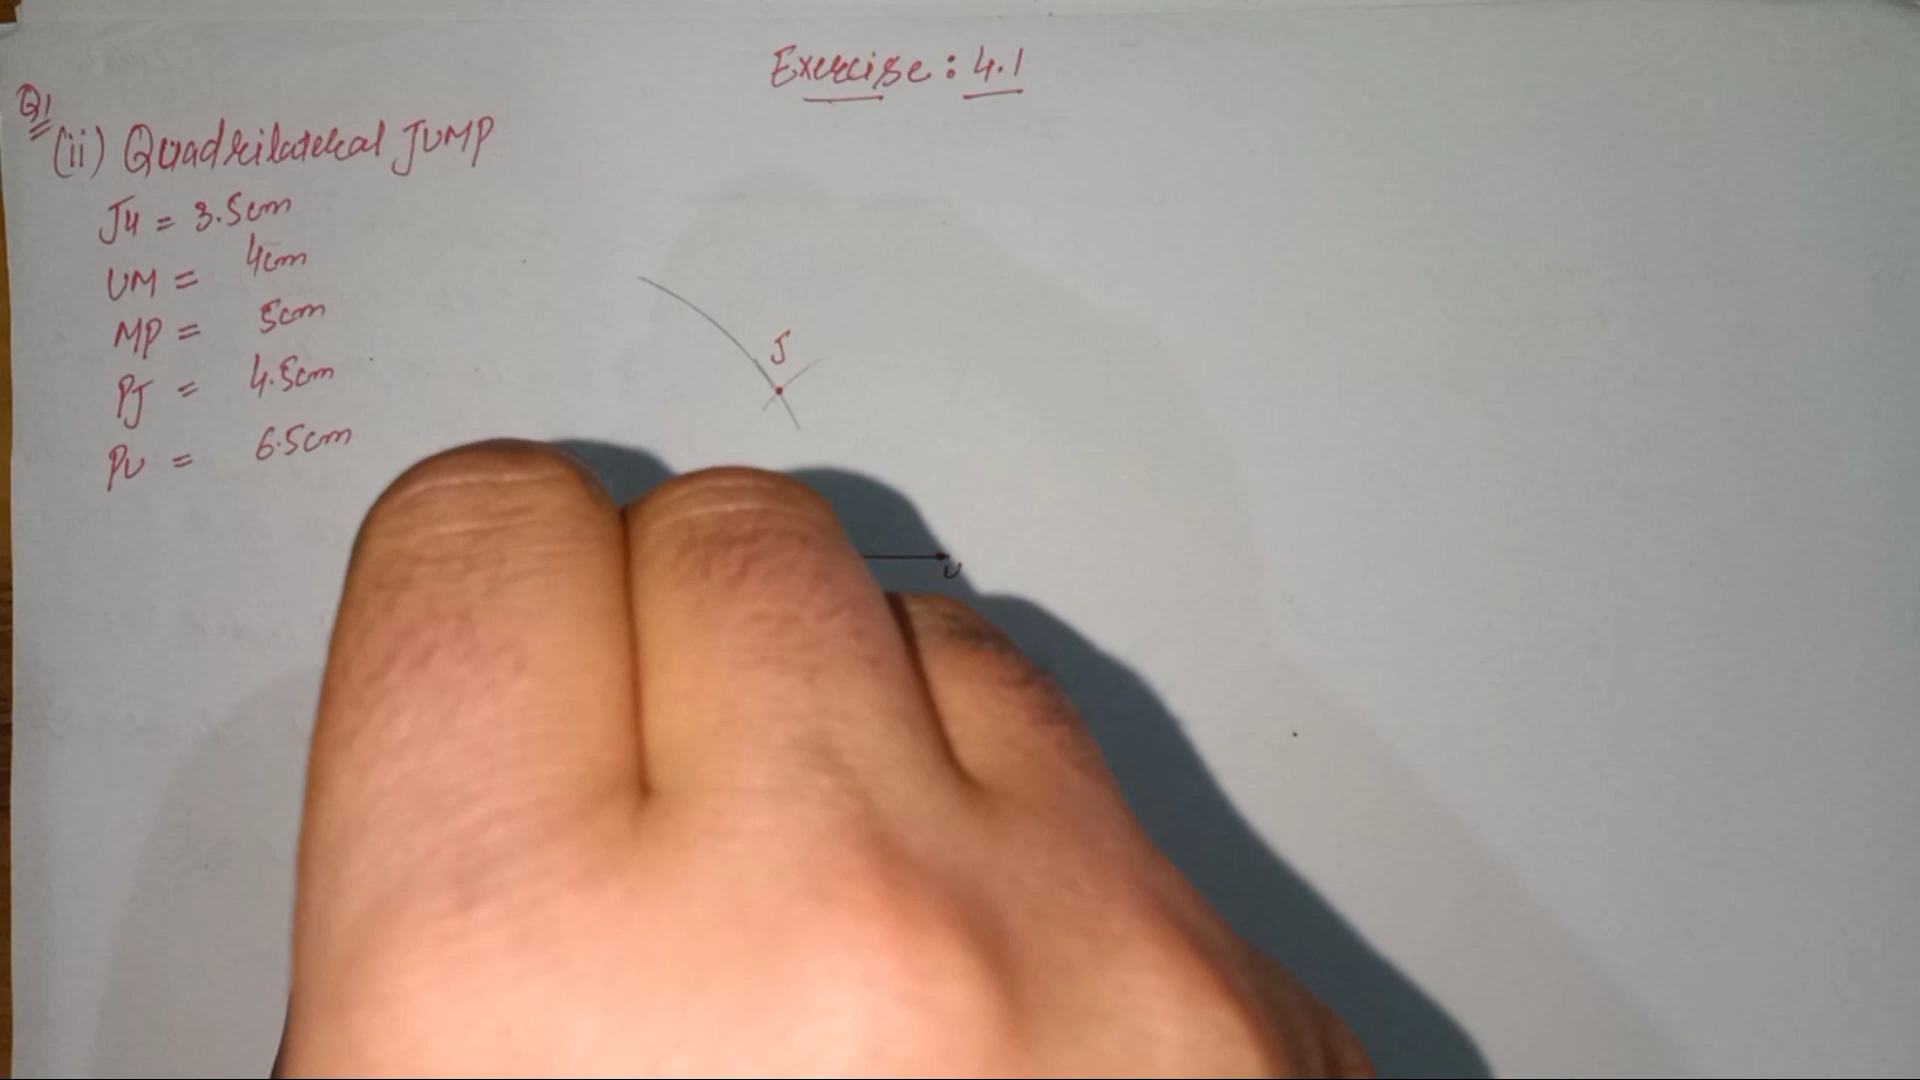 Exercise : 4.1
Q1
(ii) Quadrilateral JUMP
JU = 3.5cm
UM = 4cm
MP = 5cm
PJ = 4.5cm
PU = 6.5cm
J
U